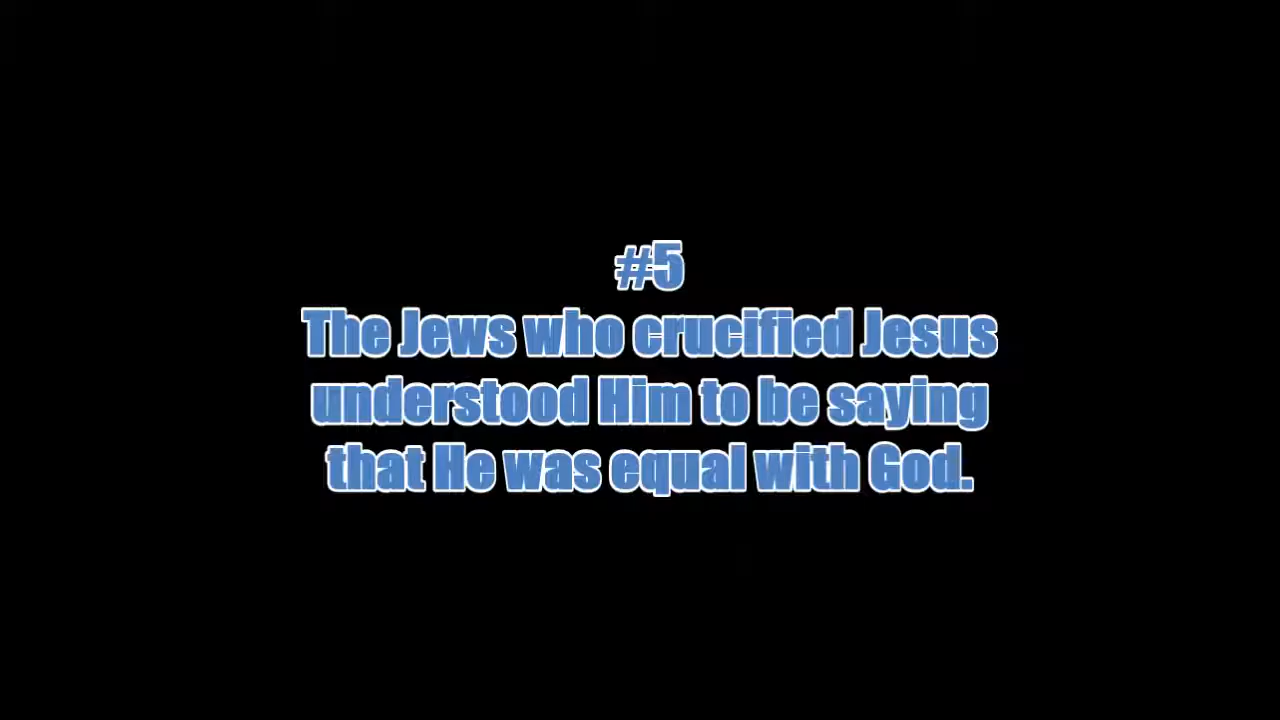 #5
The Jews who crucified Jesus
understood Him to be saying
that He was equal with God.